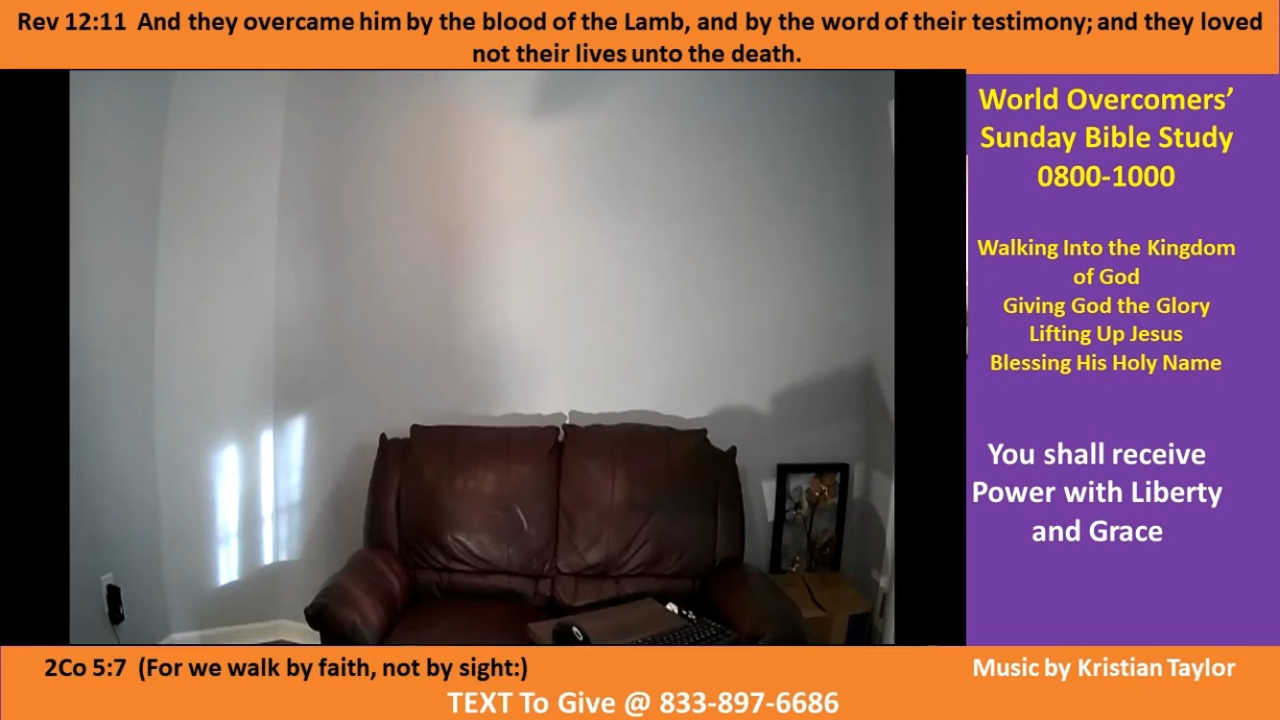 Rev 12:11  And they overcame him by the blood of the Lamb, and by the word of their testimony; and they loved
not their lives unto the death.
World Overcomers’
Sunday Bible Study
0800-1000
Walking Into the Kingdom
of God
Giving God the Glory
Lifting Up Jesus
Blessing His Holy Name
You shall receive
Power with Liberty
and Grace
2Co 5:7  (For we walk by faith, not by sight:)
Music by Kristian Taylor
TEXT To Give @ 833-897-6686